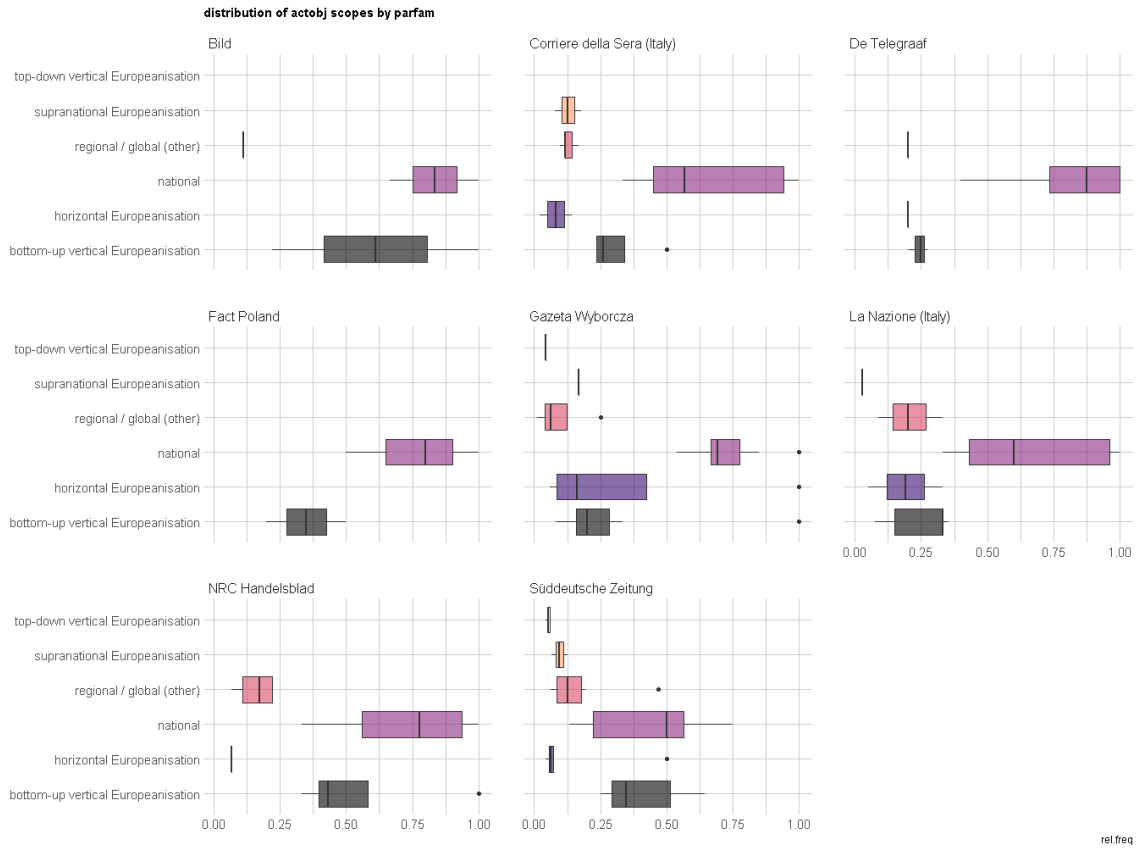 distribution of actobj scopes by parfam
Bild
Corriere della Sera (Italy)
De Telegraaf
top-down vertical Europeanisation
supranational Europeanisation
regional / global (other)
national
horizontal Europeanisation
bottom-up vertical Europeanisation
Fact Poland
Gazeta Wyborcza
La Nazione (Italy)
top-down vertical Europeanisation
supranational Europeanisation
regional / global (other)
national
horizontal Europeanisation
bottom-up vertical Europeanisation
0.00 0.25 0.50 0.75 1.00
NRC Handelsblad
Süddeutsche Zeitung
top-down vertical Europeanisation
supranational Europeanisation
regional / global (other)
national
horizontal Europeanisation
bottom-up vertical Europeanisation
0.00 0.25 0.50 0.75 1.00
0.00 0.25 0.50 0.75 1.00
rel.freq